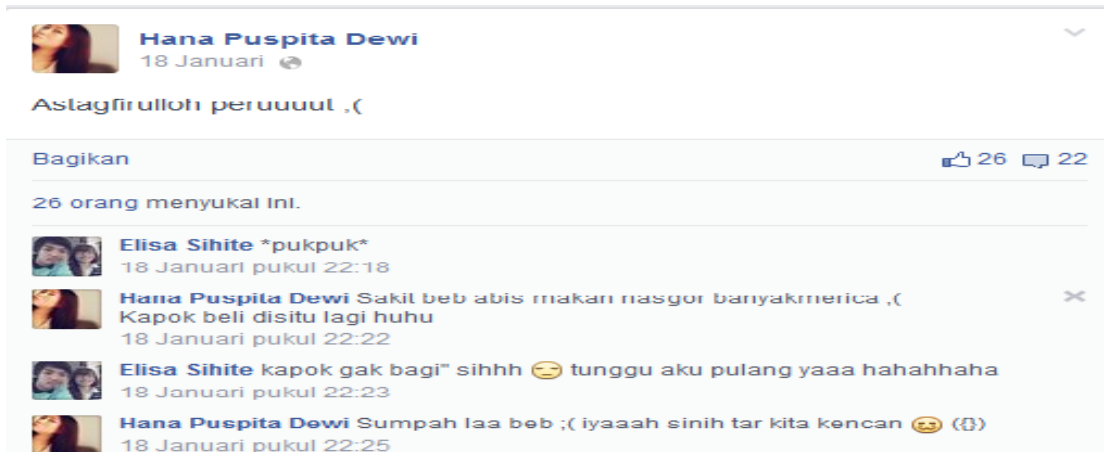 Hana Puspita Dewi
18 Januari
Astagfirulloh peruuuut ,(
Bagikan 26 22
26 orang menyukai ini.
Elisa Sihite *pukpuk*
18 Januari pukul 22:18
Hana Puspita Dewi Sakit beb abis makan nasgor banyakmerica ,(
Kapok beli disitu lagi huhu
18 Januari pukul 22:22
Elisa Sihite kapok gak bagi" sihhh tunggu aku pulang yaaa hahahhaha
18 Januari pukul 22:23
Hana Puspita Dewi Sumpah laa beb ;( iyaaah sinih tar kita kencan ({})
18 Januari pukul 22:25